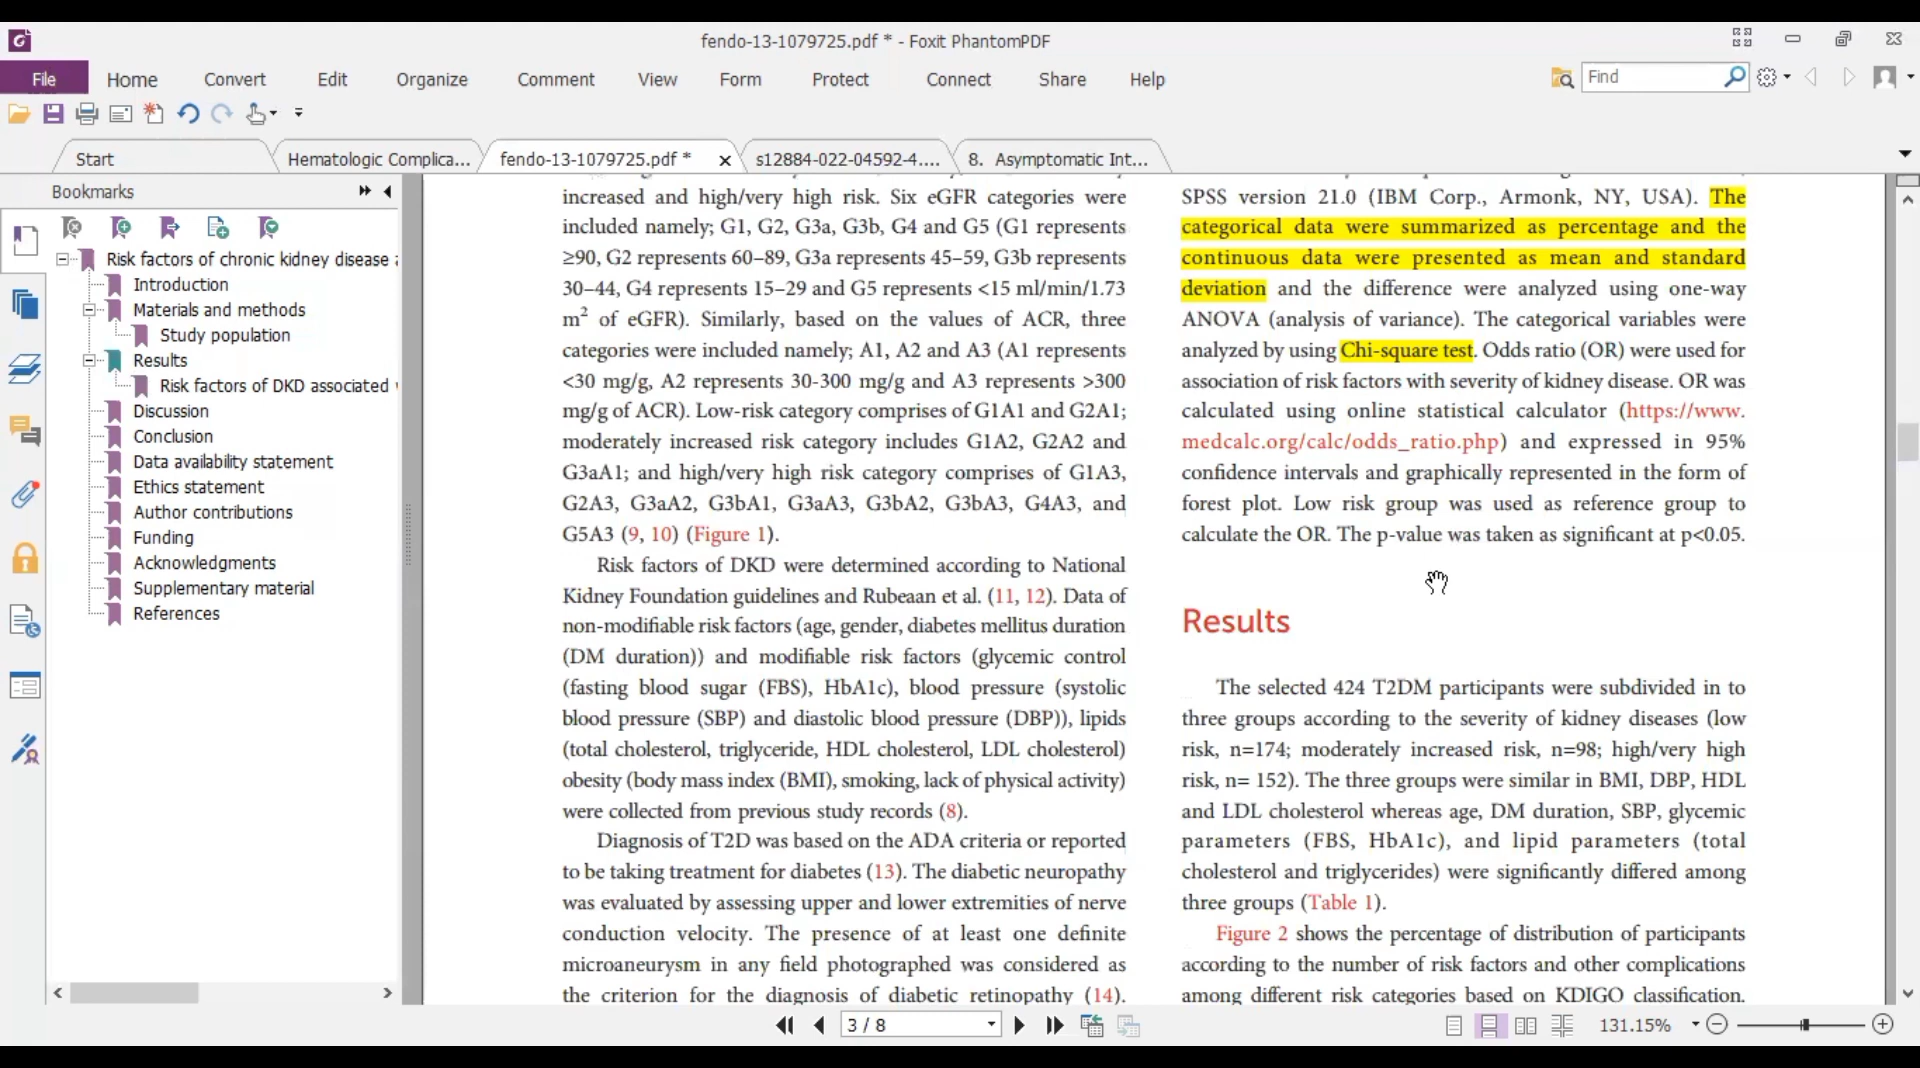 fendo-13-1079725.pdf * - Foxit PhantomPDF
File Home Convert Edit Organize Comment View Form Protect Connect Share Help
Find
Start
Hematologic Complica...
fendo-13-1079725.pdf *
s12884-022-04592-4....
8. Asymptomatic Int...
Bookmarks
Risk factors of chronic kidney disease
Introduction
Materials and methods
Study population
Results
Risk factors of DKD associated
Discussion
Conclusion
Data availability statement
Ethics statement
Author contributions
Funding
Acknowledgments
Supplementary material
References
increased and high/very high risk. Six eGFR categories were
included namely; G1, G2, G3a, G3b, G4 and G5 (G1 represents
≥90, G2 represents 60–89, G3a represents 45–59, G3b represents
30–44, G4 represents 15–29 and G5 represents <15 ml/min/1.73
m² of eGFR). Similarly, based on the values of ACR, three
categories were included namely; A1, A2 and A3 (A1 represents
<30 mg/g, A2 represents 30-300 mg/g and A3 represents >300
mg/g of ACR). Low-risk category comprises of G1A1 and G2A1;
moderately increased risk category includes G1A2, G2A2 and
G3aA1; and high/very high risk category comprises of G1A3,
G2A3, G3aA2, G3bA1, G3aA3, G3bA2, G3bA3, G4A3, and
G5A3 (9, 10) (Figure 1).
Risk factors of DKD were determined according to National
Kidney Foundation guidelines and Rubeaan et al. (11, 12). Data of
non-modifiable risk factors (age, gender, diabetes mellitus duration
(DM duration)) and modifiable risk factors (glycemic control
(fasting blood sugar (FBS), HbA1c), blood pressure (systolic
blood pressure (SBP) and diastolic blood pressure (DBP)), lipids
(total cholesterol, triglyceride, HDL cholesterol, LDL cholesterol)
obesity (body mass index (BMI), smoking, lack of physical activity)
were collected from previous study records (8).
Diagnosis of T2D was based on the ADA criteria or reported
to be taking treatment for diabetes (13). The diabetic neuropathy
was evaluated by assessing upper and lower extremities of nerve
conduction velocity. The presence of at least one definite
microaneurysm in any field photographed was considered as
the criterion for the diagnosis of diabetic retinopathy (14).
SPSS version 21.0 (IBM Corp., Armonk, NY, USA). The
categorical data were summarized as percentage and the
continuous data were presented as mean and standard
deviation and the difference were analyzed using one-way
ANOVA (analysis of variance). The categorical variables were
analyzed by using Chi-square test. Odds ratio (OR) were used for
association of risk factors with severity of kidney disease. OR was
calculated using online statistical calculator (https://www.
medcalc.org/calc/odds_ratio.php) and expressed in 95%
confidence intervals and graphically represented in the form of
forest plot. Low risk group was used as reference group to
calculate the OR. The p-value was taken as significant at p<0.05.
Results
The selected 424 T2DM participants were subdivided in to
three groups according to the severity of kidney diseases (low
risk, n=174; moderately increased risk, n=98; high/very high
risk, n= 152). The three groups were similar in BMI, DBP, HDL
and LDL cholesterol whereas age, DM duration, SBP, glycemic
parameters (FBS, HbA1c), and lipid parameters (total
cholesterol and triglycerides) were significantly differed among
three groups (Table 1).
Figure 2 shows the percentage of distribution of participants
according to the number of risk factors and other complications
among different risk categories based on KDIGO classification.
3 / 8
131.15%